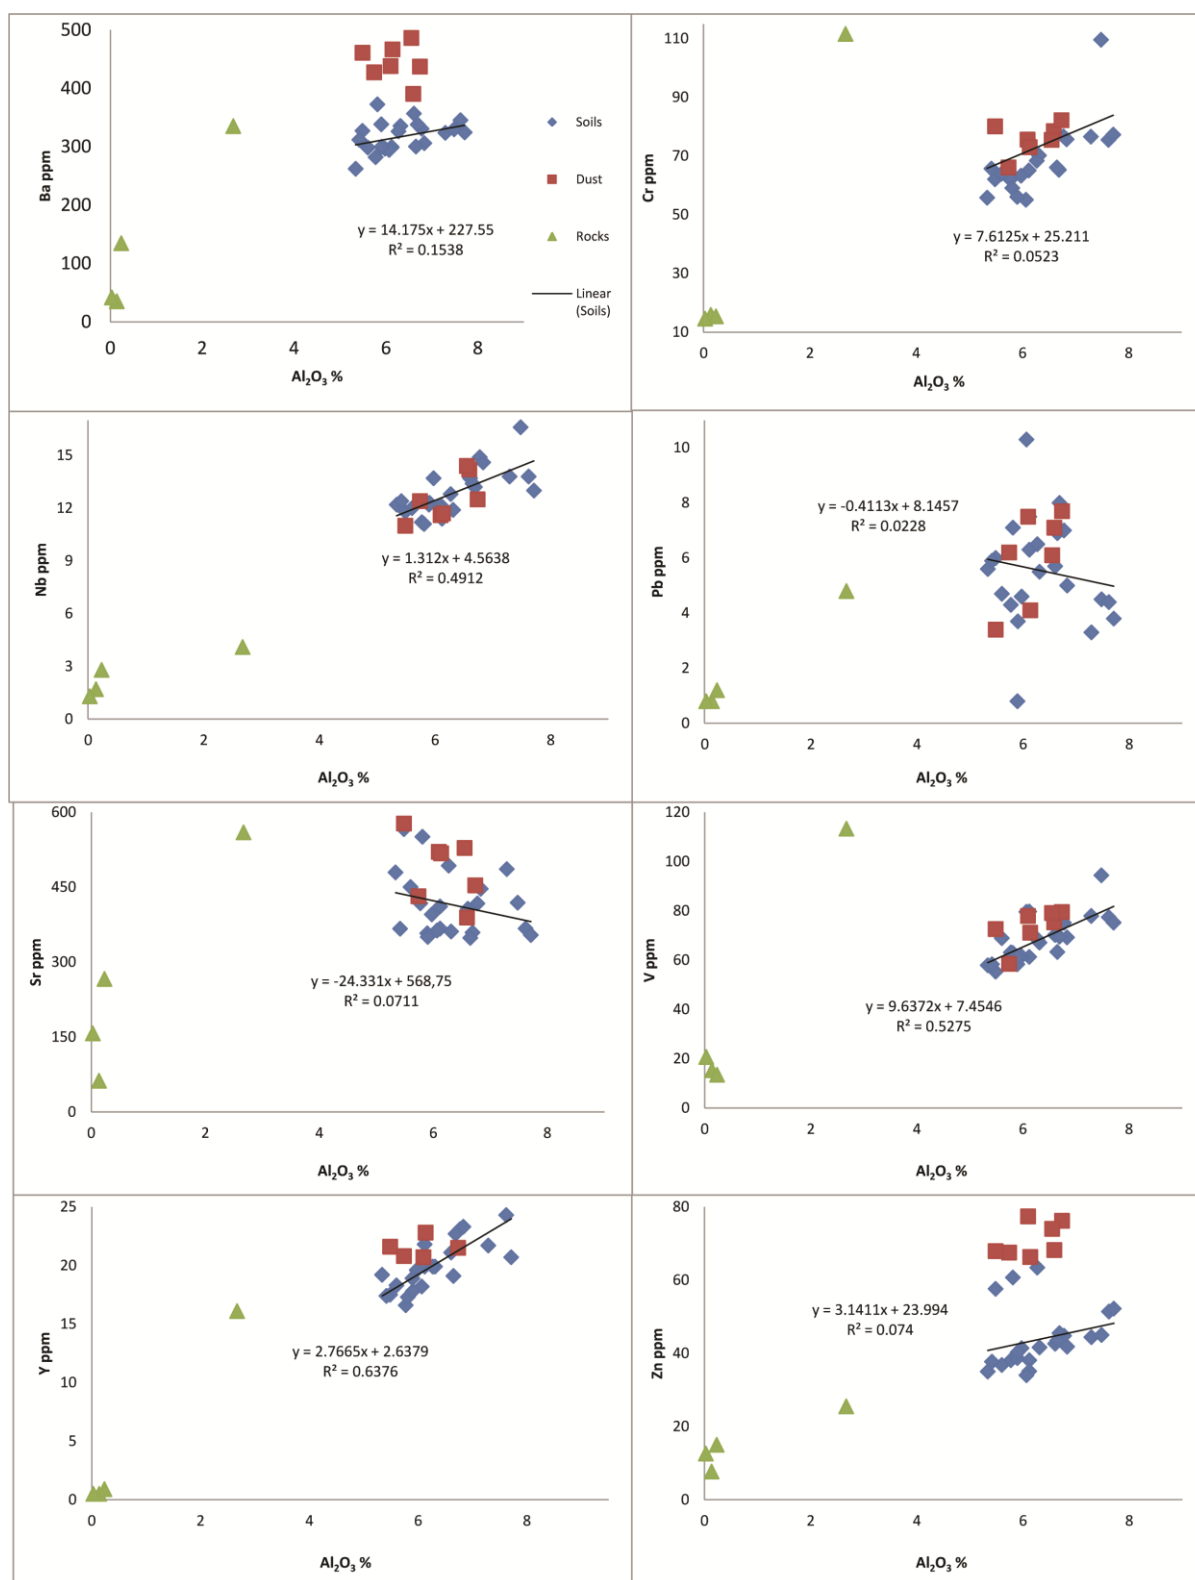 500
400
300
200
100
0
Ba ppm
0 2 4 6 8
Al₂O₃ %
Soils
Dust
Rocks
Linear
(Soils)
y = 14.175x + 227.55
R² = 0.1538
110
90
70
50
30
10
Cr ppm
0 2 4 6 8
Al₂O₃ %
y = 7.6125x + 25.211
R² = 0.0523
15
12
9
6
3
0
Nb ppm
0 2 4 6 8
Al₂O₃ %
y = 1.312x + 4.5638
R² = 0.4912
10
8
6
4
2
0
Pb ppm
0 2 4 6 8
Al₂O₃ %
y = -0.4113x + 8.1457
R² = 0.0228
600
450
300
150
0
Sr ppm
0 2 4 6 8
Al₂O₃ %
y = -24.331x + 568,75
R² = 0.0711
120
100
80
60
40
20
0
V ppm
0 2 4 6 8
Al₂O₃ %
y = 9.6372x + 7.4546
R² = 0.5275
25
20
15
10
5
0
Y ppm
0 2 4 6 8
Al₂O₃ %
y = 2.7665x + 2.6379
R² = 0.6376
80
60
40
20
0
Zn ppm
0 2 4 6 8
Al₂O₃ %
y = 3.1411x + 23.994
R² = 0.074